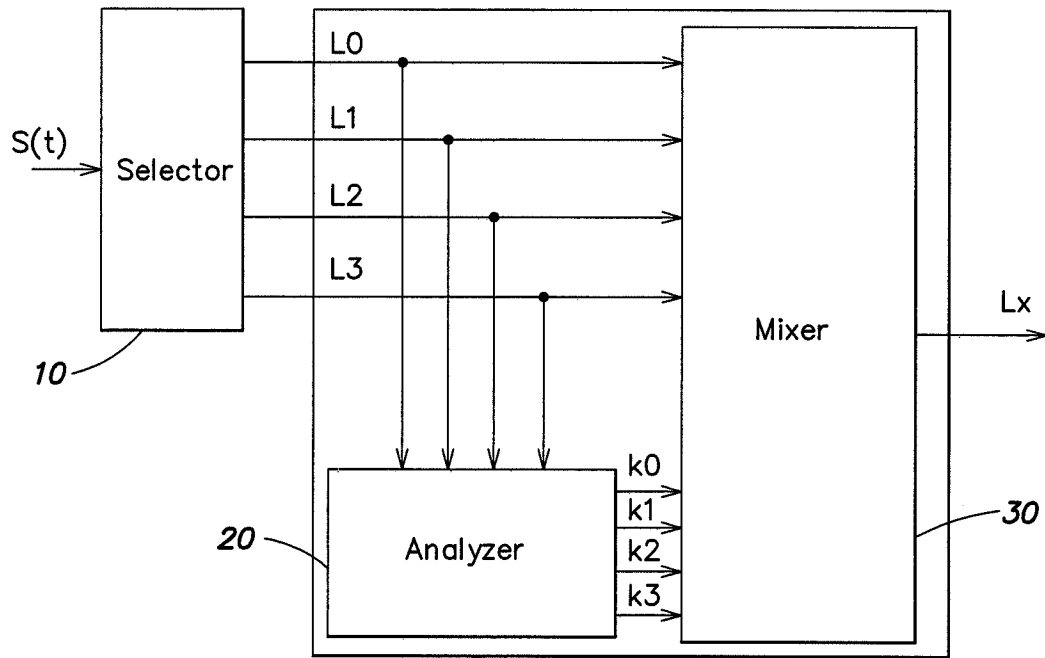 L0
L1
S(t)
Selector
L2
L3
Lx
Mixer
10
k0
k1
30
20
Analyzer
k2
k3